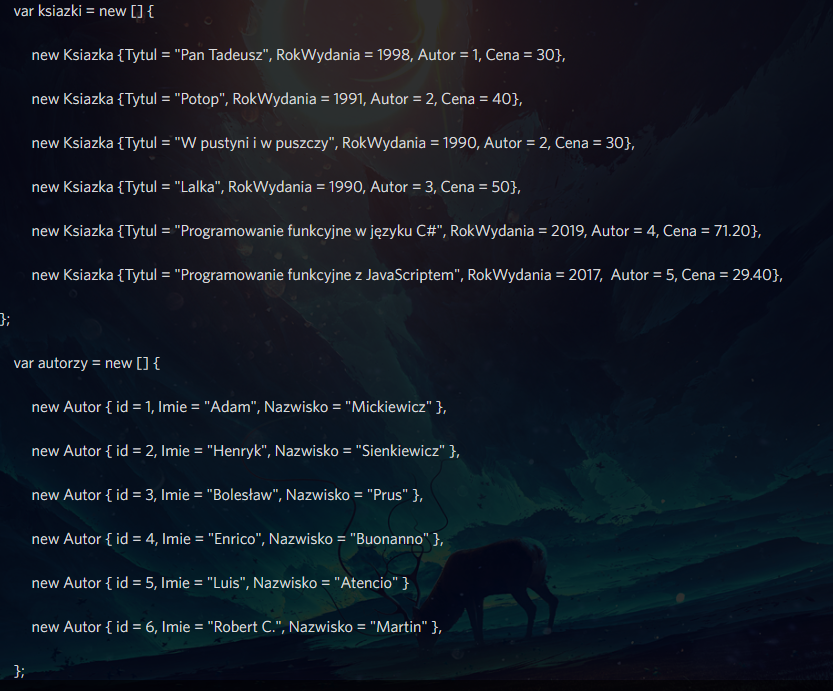 var ksiazki = new [] {
new Ksiazka {Tytul = "Pan Tadeusz", RokWydania = 1998, Autor = 1, Cena = 30},
new Ksiazka {Tytul = "Potop", RokWydania = 1991, Autor = 2, Cena = 40},
new Ksiazka {Tytul = "W pustyni i w puszczy", RokWydania = 1990, Autor = 2, Cena = 30},
new Ksiazka {Tytul = "Lalka", RokWydania = 1990, Autor = 3, Cena = 50},
new Ksiazka {Tytul = "Programowanie funkcyjne w języku C#", RokWydania = 2019, Autor = 4, Cena = 71.20},
new Ksiazka {Tytul = "Programowanie funkcyjne z JavaScriptem", RokWydania = 2017, Autor = 5, Cena = 29.40},
};
var autorzy = new [] {
new Autor { id = 1, Imie = "Adam", Nazwisko = "Mickiewicz" },
new Autor { id = 2, Imie = "Henryk", Nazwisko = "Sienkiewicz" },
new Autor { id = 3, Imie = "Bolesław", Nazwisko = "Prus" },
new Autor { id = 4, Imie = "Enrico", Nazwisko = "Buonanno" },
new Autor { id = 5, Imie = "Luis", Nazwisko = "Atencio" }
new Autor { id = 6, Imie = "Robert C.", Nazwisko = "Martin" },
};